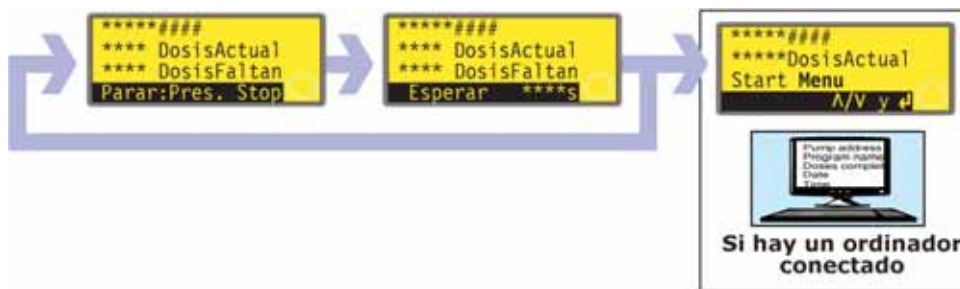 *****####
**** DosisActual
**** DosisFaltan
Parar:Pres. Stop
*****####
**** DosisActual
**** DosisFaltan
Esperar ****s
*****####
*****DosisActual
Start Menu
Λ/V y ↲
Pump address
Program name
Doses complet
Date
Time
Si hay un ordinador
conectado